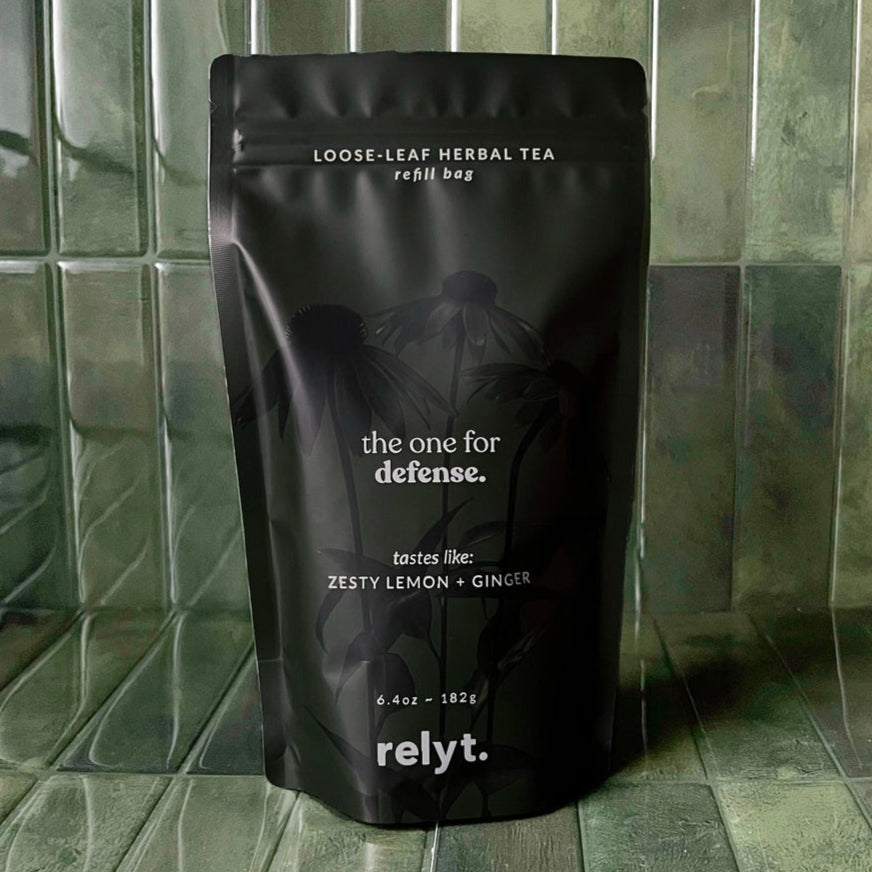 LOOSE-LEAF HERBAL TEA
refill bag
the one for
defense.
tastes like:
ZESTY LEMON + GINGER
6.4oz ~ 182g
relyt.